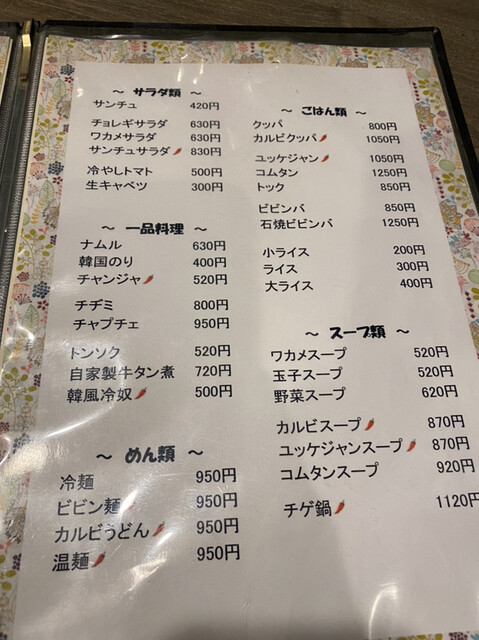 ～ サラダ類 ～
サンチュ 420円
チョレギサラダ 630円
ワカメサラダ 630円
サンチュサラダ 830円
冷やしトマト 500円
生キャベツ 300円
～ 一品料理 ～
ナムル 630円
韓国のり 400円
チャンジャ 520円
チヂミ 800円
チャプチェ 950円
トンソク 520円
自家製牛タン煮 720円
韓風冷奴 500円
～ めん類 ～
冷麺 950円
ビビン麺 950円
カルビうどん 950円
温麺 950円
～ ごはん類 ～
クッパ 800円
カルビクッパ 1050円
ユッケジャン 1050円
コムタン 1250円
トック 850円
ビビンバ 850円
石焼ビビンバ 1250円
小ライス 200円
ライス 300円
大ライス 400円
～ スープ類 ～
ワカメスープ 520円
玉子スープ 520円
野菜スープ 620円
カルビスープ 870円
ユッケジャンスープ 870円
コムタンスープ 920円
チゲ鍋 1120円